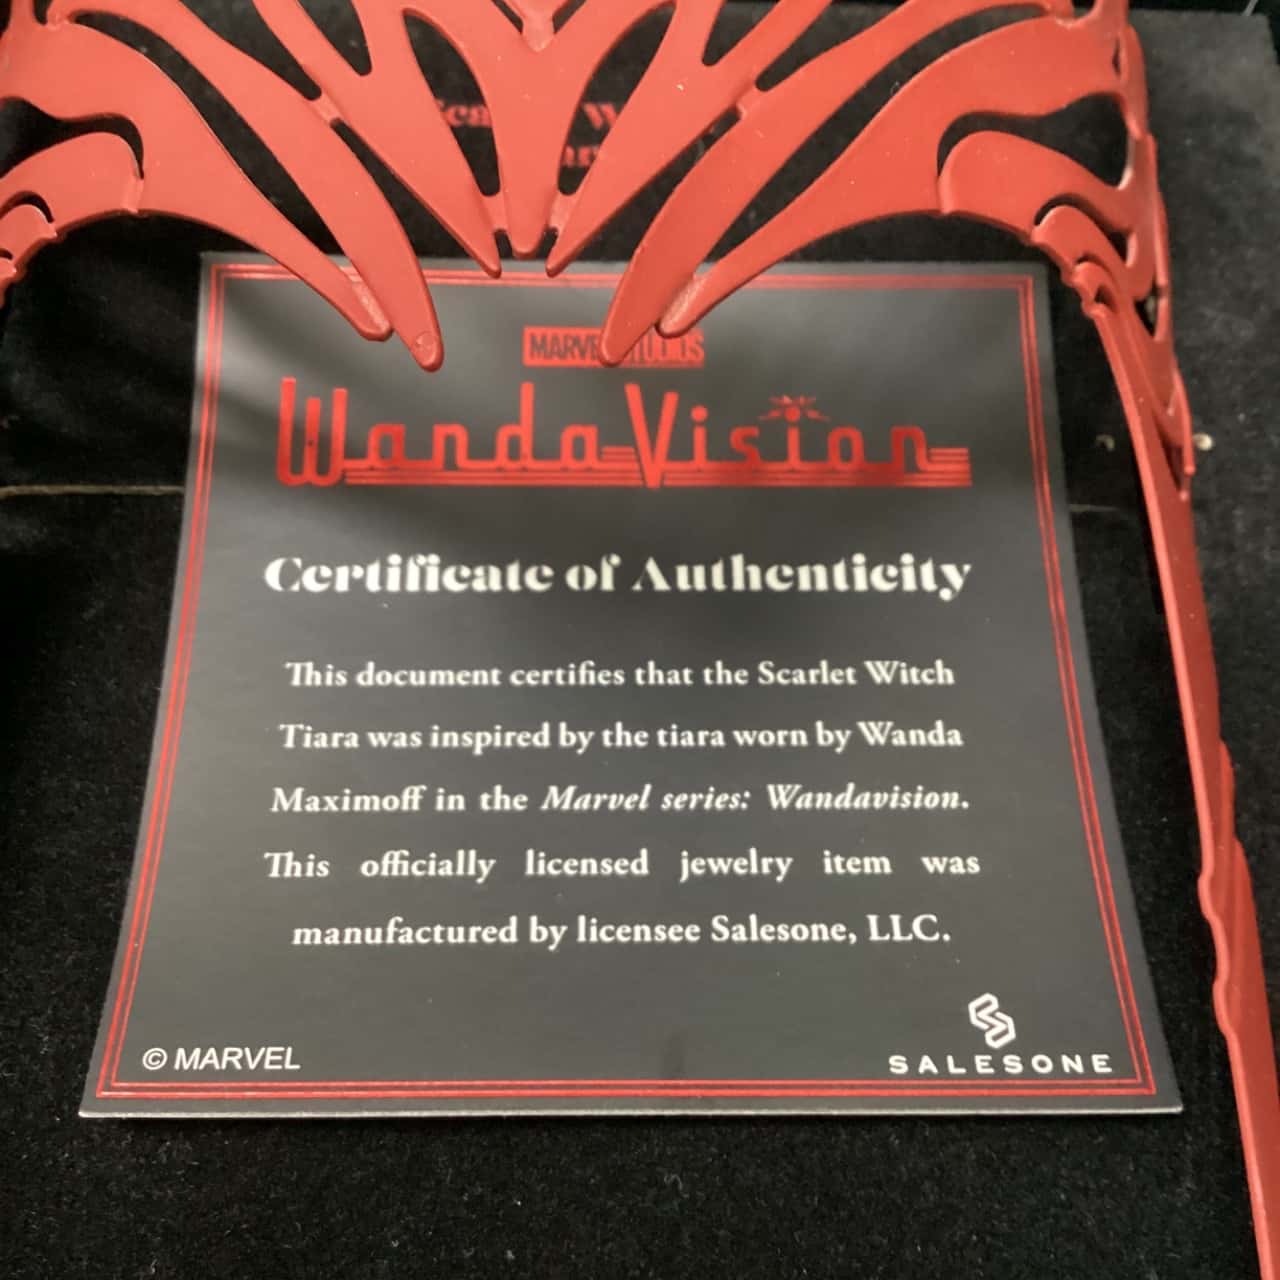 MARVEL STUDIOS
WandaVision
Certificate of Authenticity
This document certifies that the Scarlet Witch
Tiara was inspired by the tiara worn by Wanda
Maximoff in the Marvel series: Wandavision.
This officially licensed jewelry item was
manufactured by licensee Salesone, LLC.
© MARVEL
SALESONE